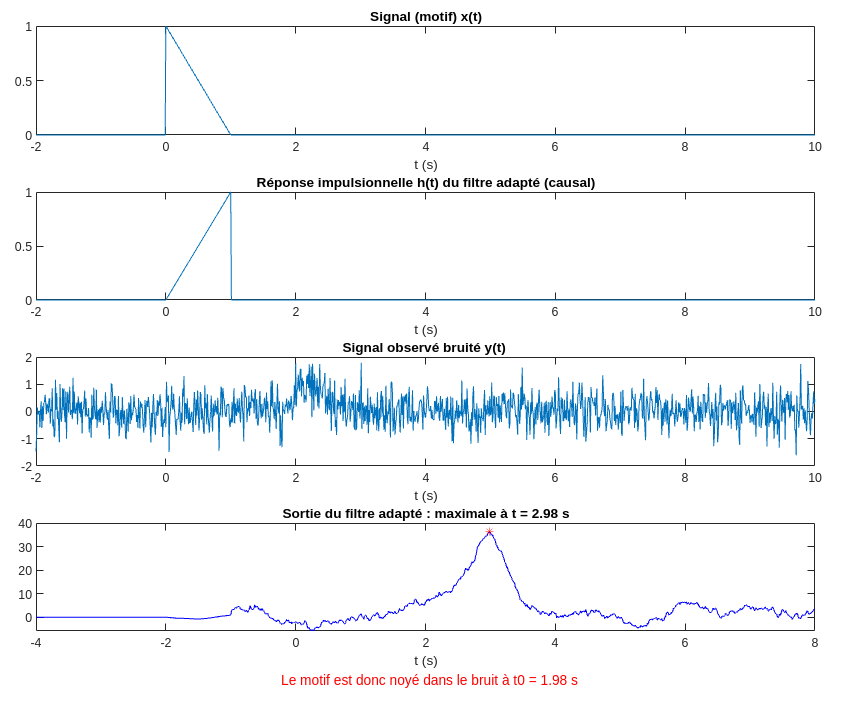 Signal (motif) x(t)
1
0.5
0
-2 0 2 4 6 8 10
t (s)
Réponse impulsionnelle h(t) du filtre adapté (causal)
1
0.5
0
-2 0 2 4 6 8 10
t (s)
Signal observé bruité y(t)
2
1
0
-1
-2
-2 0 2 4 6 8 10
t (s)
Sortie du filtre adapté : maximale à t = 2.98 s
40
30
20
10
0
-4 -2 0 2 4 6 8
t (s)
Le motif est donc noyé dans le bruit à t0 = 1.98 s